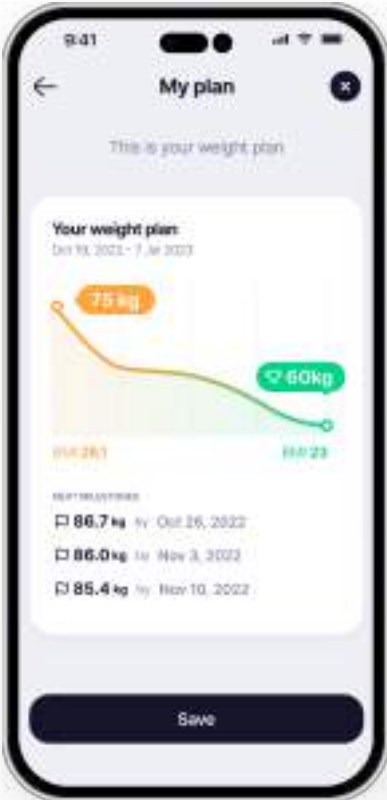 9:41
My plan
This is your weight plan
Your weight plan
75 kg
60kg
BMI 23
NEXT MILESTONES
86.7 kg by Oct 26, 2022
86.0 kg by Nov 3, 2022
85.4 kg by Nov 10, 2022
Save